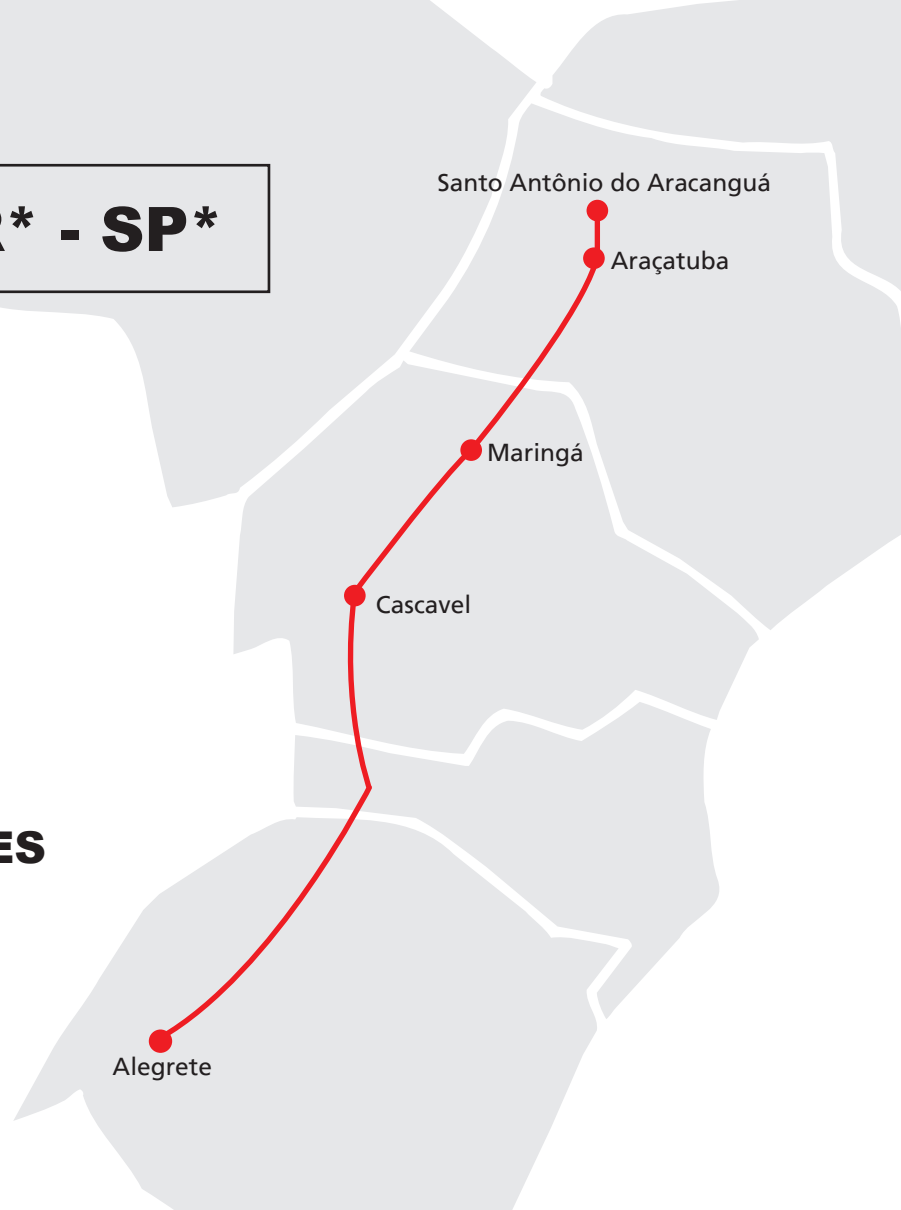 Santo Antônio do Aracanguá
R* - SP*
Araçatuba
Maringá
Cascavel
ES
Alegrete